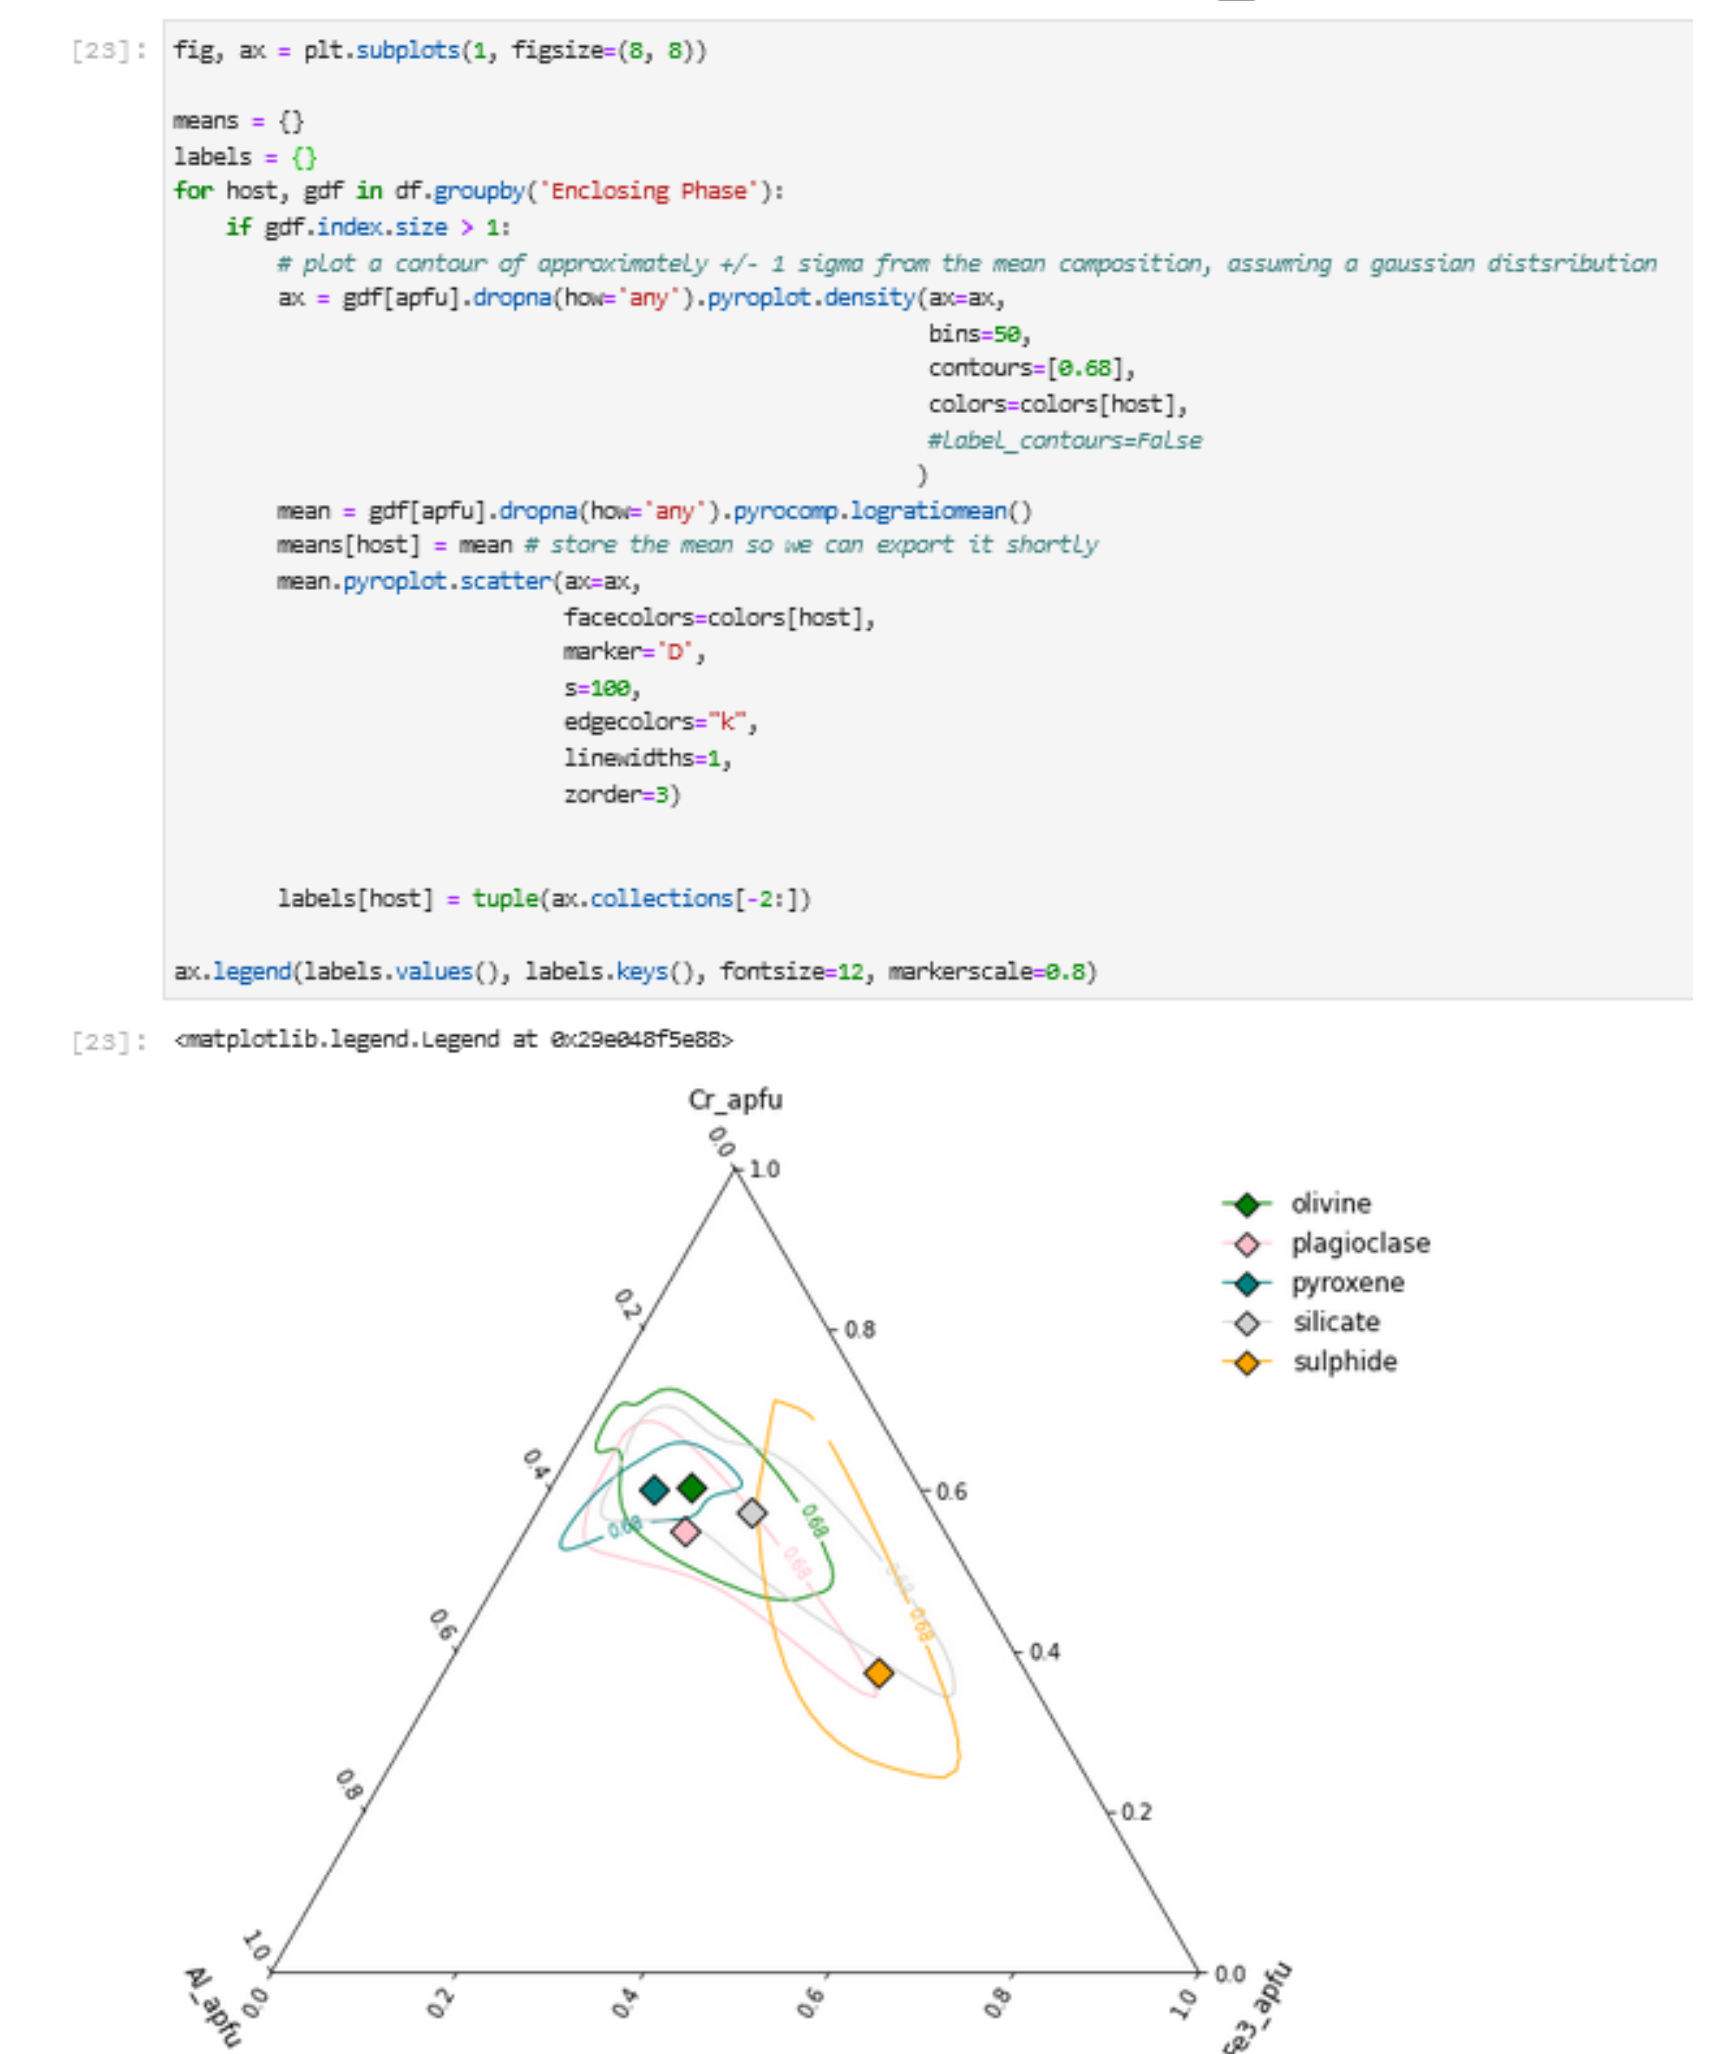 [23]: fig, ax = plt.subplots(1, figsize=(8, 8))
means = {}
labels = {}
for host, gdf in df.groupby('Enclosing Phase'):
if gdf.index.size > 1:
# plot a contour of approximately +/- 1 sigma from the mean composition, assuming a gaussian distsribution
ax = gdf[apfu].dropna(how='any').pyroplot.density(ax=ax,
bins=50,
contours=[0.68],
colors=colors[host],
#label_contours=False
)
mean = gdf[apfu].dropna(how='any').pyrocomp.logratiomean()
means[host] = mean # store the mean so we can export it shortly
mean.pyroplot.scatter(ax=ax,
facecolors=colors[host],
marker='D',
s=100,
edgecolors="k",
linewidths=1,
zorder=3)
labels[host] = tuple(ax.collections[-2:])
ax.legend(labels.values(), labels.keys(), fontsize=12, markerscale=0.8)
[23]: <matplotlib.legend.Legend at 0x29e048f5e88>
Cr_apfu
0.0
1.0
olivine
plagioclase
pyroxene
silicate
sulphide
0.2
0.8
0.4
0.6
0.68
0.68
0.68
0.68
0.68
0.6
0.4
0.8
0.2
1.0
0.0
Al_apfu
0.0
0.2
0.4
0.6
0.8
1.0
Fe3_apfu